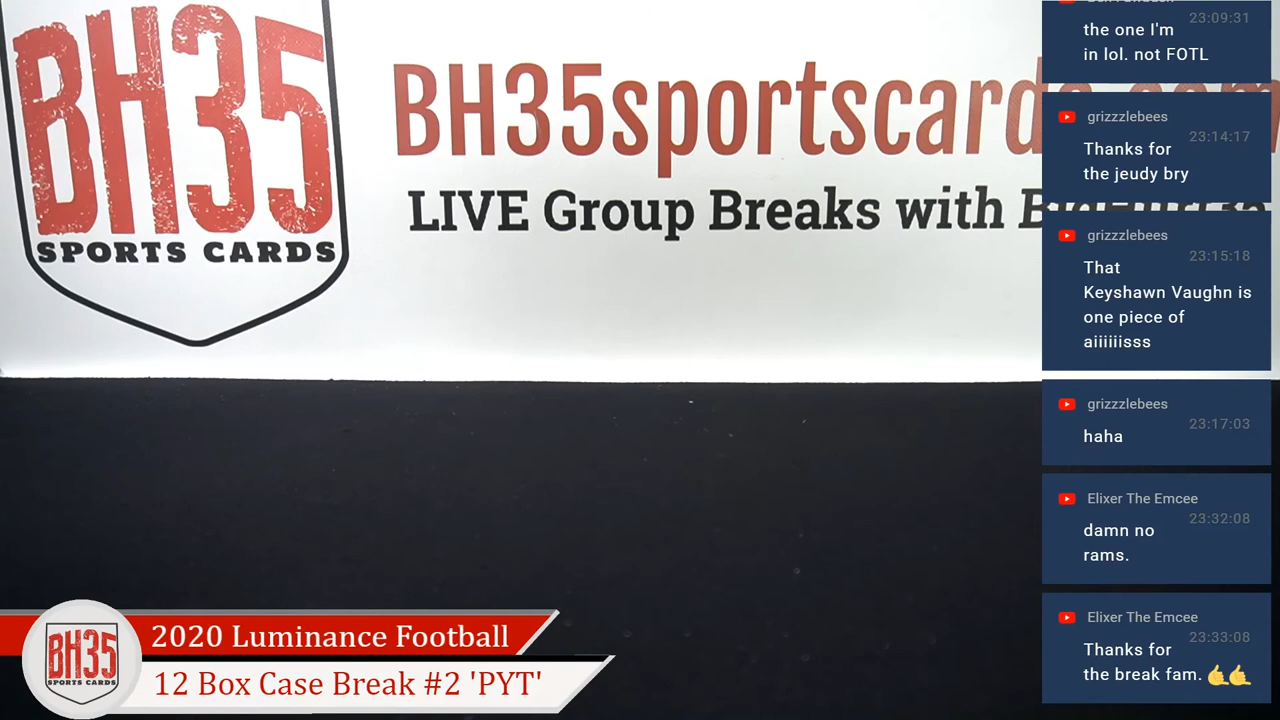 BH35
SPORTS CARDS
BH35sportscards.com
LIVE Group Breaks with
the one I'm
in lol. not FOTL
23:09:31
grizzzlebees
23:14:17
Thanks for
the jeudy bry
grizzzlebees
23:15:18
That
Keyshawn Vaughn is
one piece of
aiiiiiisss
grizzzlebees
23:17:03
haha
Elixer The Emcee
23:32:08
damn no
rams.
Elixer The Emcee
23:33:08
Thanks for
the break fam. 🤙🤙
BH35
SPORTS CARDS
2020 Luminance Football
12 Box Case Break #2 'PYT'